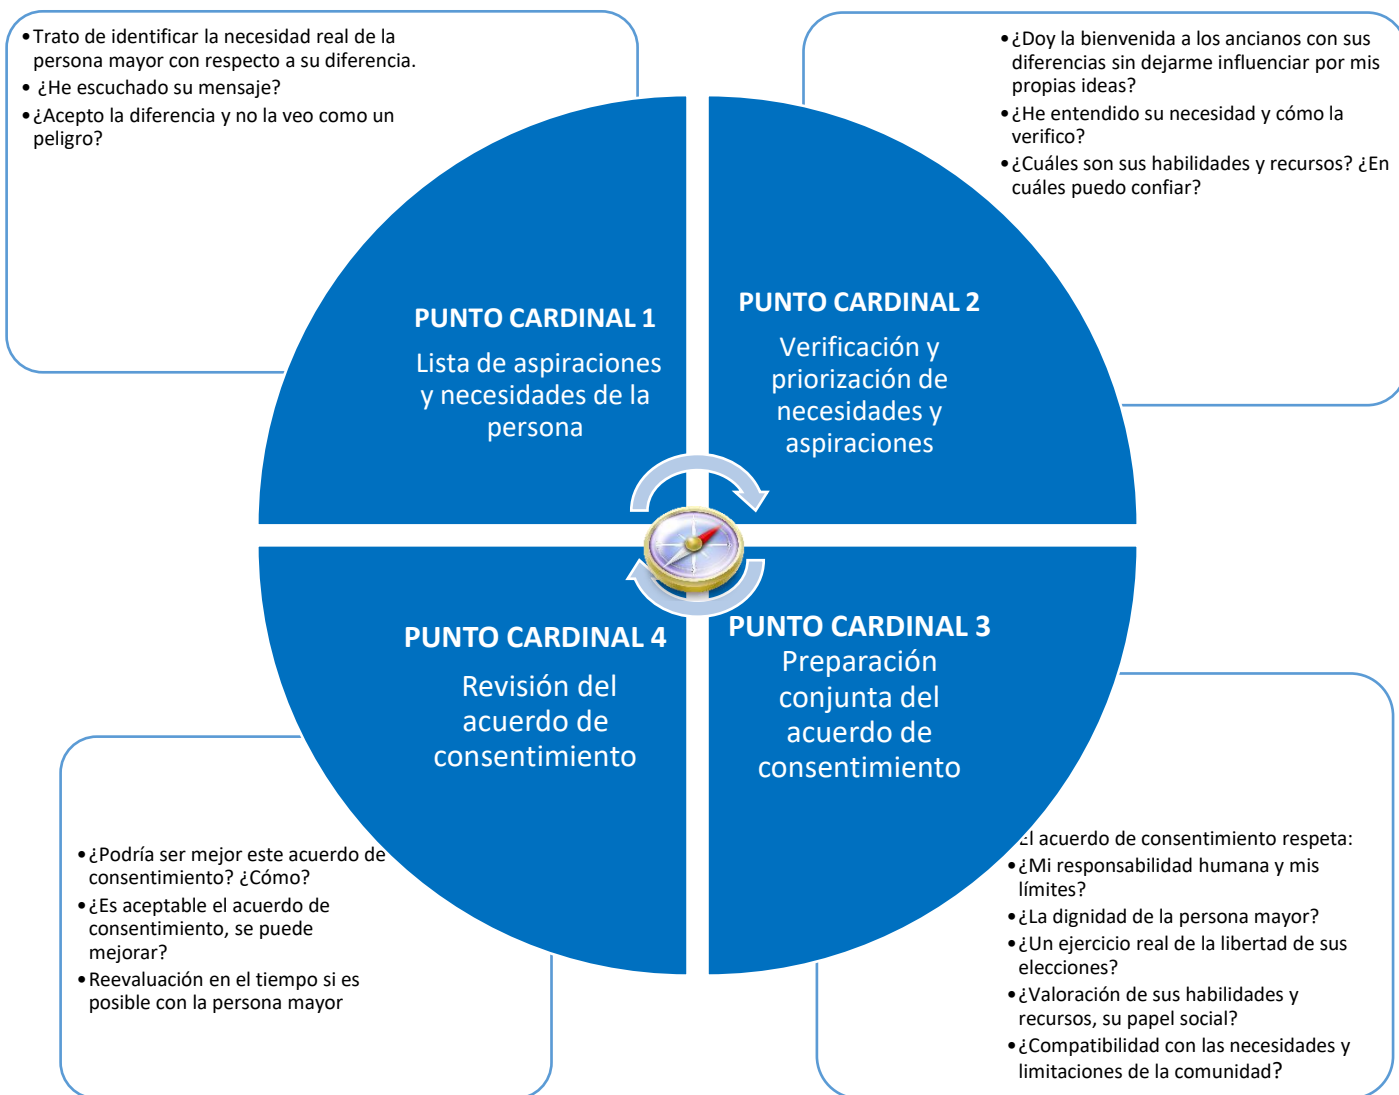 •Trato de identificar la necesidad real de la
persona mayor con respecto a su diferencia.
• ¿He escuchado su mensaje?
•¿Acepto la diferencia y no la veo como un
peligro?
•¿Doy la bienvenida a los ancianos con sus
diferencias sin dejarme influenciar por mis
propias ideas?
•¿He entendido su necesidad y cómo la
verifico?
•¿Cuáles son sus habilidades y recursos? ¿En
cuáles puedo confiar?
PUNTO CARDINAL 1
Lista de aspiraciones
y necesidades de la
persona
PUNTO CARDINAL 2
Verificación y
priorización de
necesidades y
aspiraciones
PUNTO CARDINAL 4
Revisión del
acuerdo de
consentimiento
PUNTO CARDINAL 3
Preparación
conjunta del
acuerdo de
consentimiento
•¿Podría ser mejor este acuerdo de
consentimiento? ¿Cómo?
•¿Es aceptable el acuerdo de
consentimiento, se puede
mejorar?
•Reevaluación en el tiempo si es
posible con la persona mayor
El acuerdo de consentimiento respeta:
•¿Mi responsabilidad humana y mis
límites?
•¿La dignidad de la persona mayor?
•¿Un ejercicio real de la libertad de sus
elecciones?
•¿Valoración de sus habilidades y
recursos, su papel social?
•¿Compatibilidad con las necesidades y
limitaciones de la comunidad?